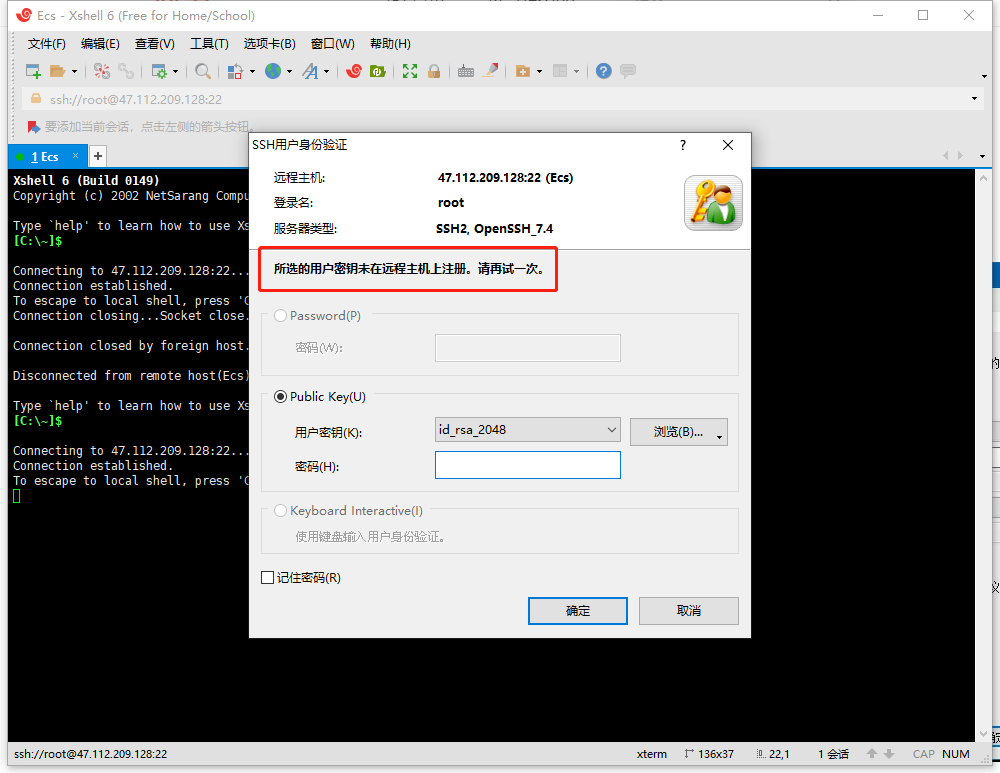 Ecs - Xshell 6 (Free for Home/School)
文件(F) 编辑(E) 查看(V) 工具(T) 选项卡(B) 窗口(W) 帮助(H)
ssh://root@47.112.209.128:22
要添加当前会话，点击左侧的箭头按钮。
1 Ecs × +
Xshell 6 (Build 0149)
Copyright (c) 2002 NetSarang Compu
Type `help' to learn how to use Xs
[C:\~]$
Connecting to 47.112.209.128:22...
Connection established.
To escape to local shell, press 'C
Connection closing...Socket close.
Connection closed by foreign host.
Disconnected from remote host(Ecs)
Type `help' to learn how to use Xs
[C:\~]$
Connecting to 47.112.209.128:22...
Connection established.
To escape to local shell, press 'C
SSH用户身份验证
远程主机: 47.112.209.128:22 (Ecs)
登录名: root
服务器类型: SSH2, OpenSSH_7.4
所选的用户密钥未在远程主机上注册。请再试一次。
Password(P)
密码(W):
Public Key(U)
用户密钥(K): id_rsa_2048 浏览(B)...
密码(H):
Keyboard Interactive(I)
使用键盘输入用户身份验证。
记住密码(R)
确定 取消
ssh://root@47.112.209.128:22 xterm 136x37 22,1 1 会话 CAP NUM